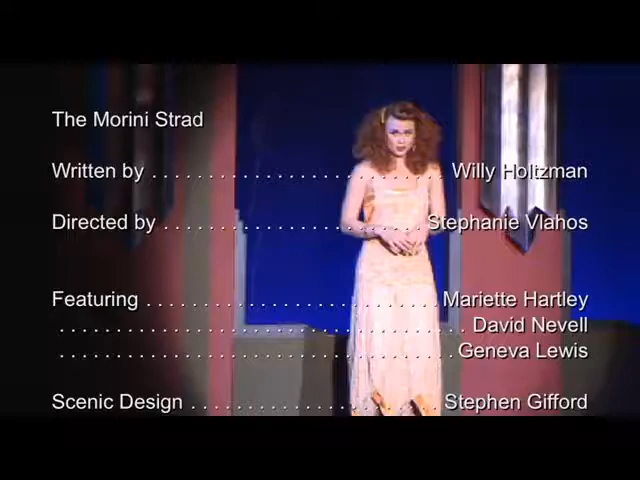 The Morini Strad
Written by . . . . . . . . . . . . . . . . . . . . . . Willy Holtzman
Directed by . . . . . . . . . . . . . . . . . . . Stephanie Vlahos
Featuring . . . . . . . . . . . . . . . . . . . . . . Mariette Hartley
. . . . . . . . . . . . . . . . . . . . . . . . . . . . . . David Nevell
. . . . . . . . . . . . . . . . . . . . . . . . . . . . . Geneva Lewis
Scenic Design . . . . . . . . . . . . . . . . . . . Stephen Gifford